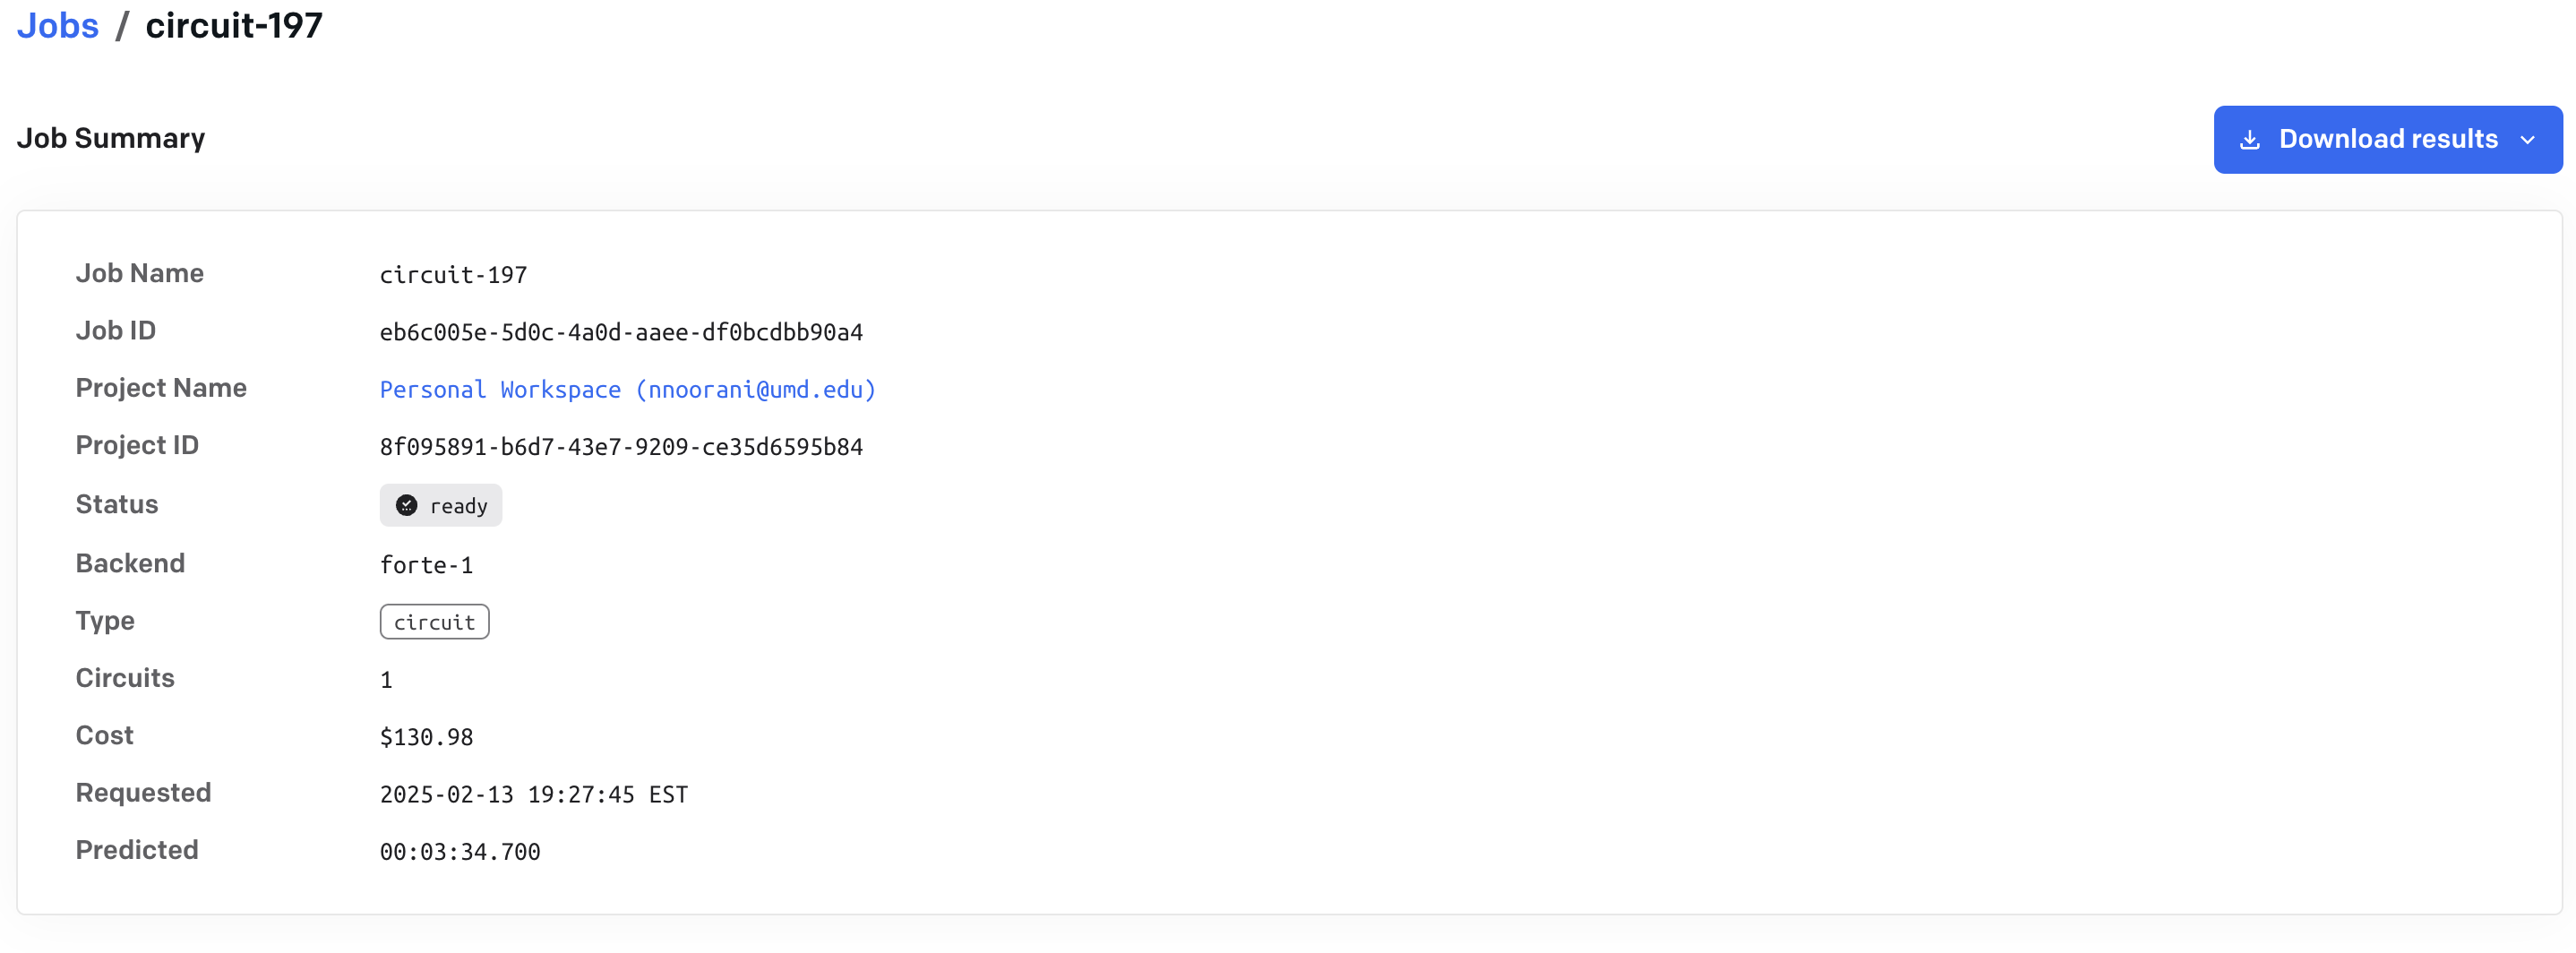 Jobs / circuit-197
Job Summary
Download results
Job Name circuit-197
Job ID eb6c005e-5d0c-4a0d-aaee-df0bcdbb90a4
Project Name Personal Workspace (nnoorani@umd.edu)
Project ID 8f095891-b6d7-43e7-9209-ce35d6595b84
Status ready
Backend forte-1
Type circuit
Circuits 1
Cost $130.98
Requested 2025-02-13 19:27:45 EST
Predicted 00:03:34.700